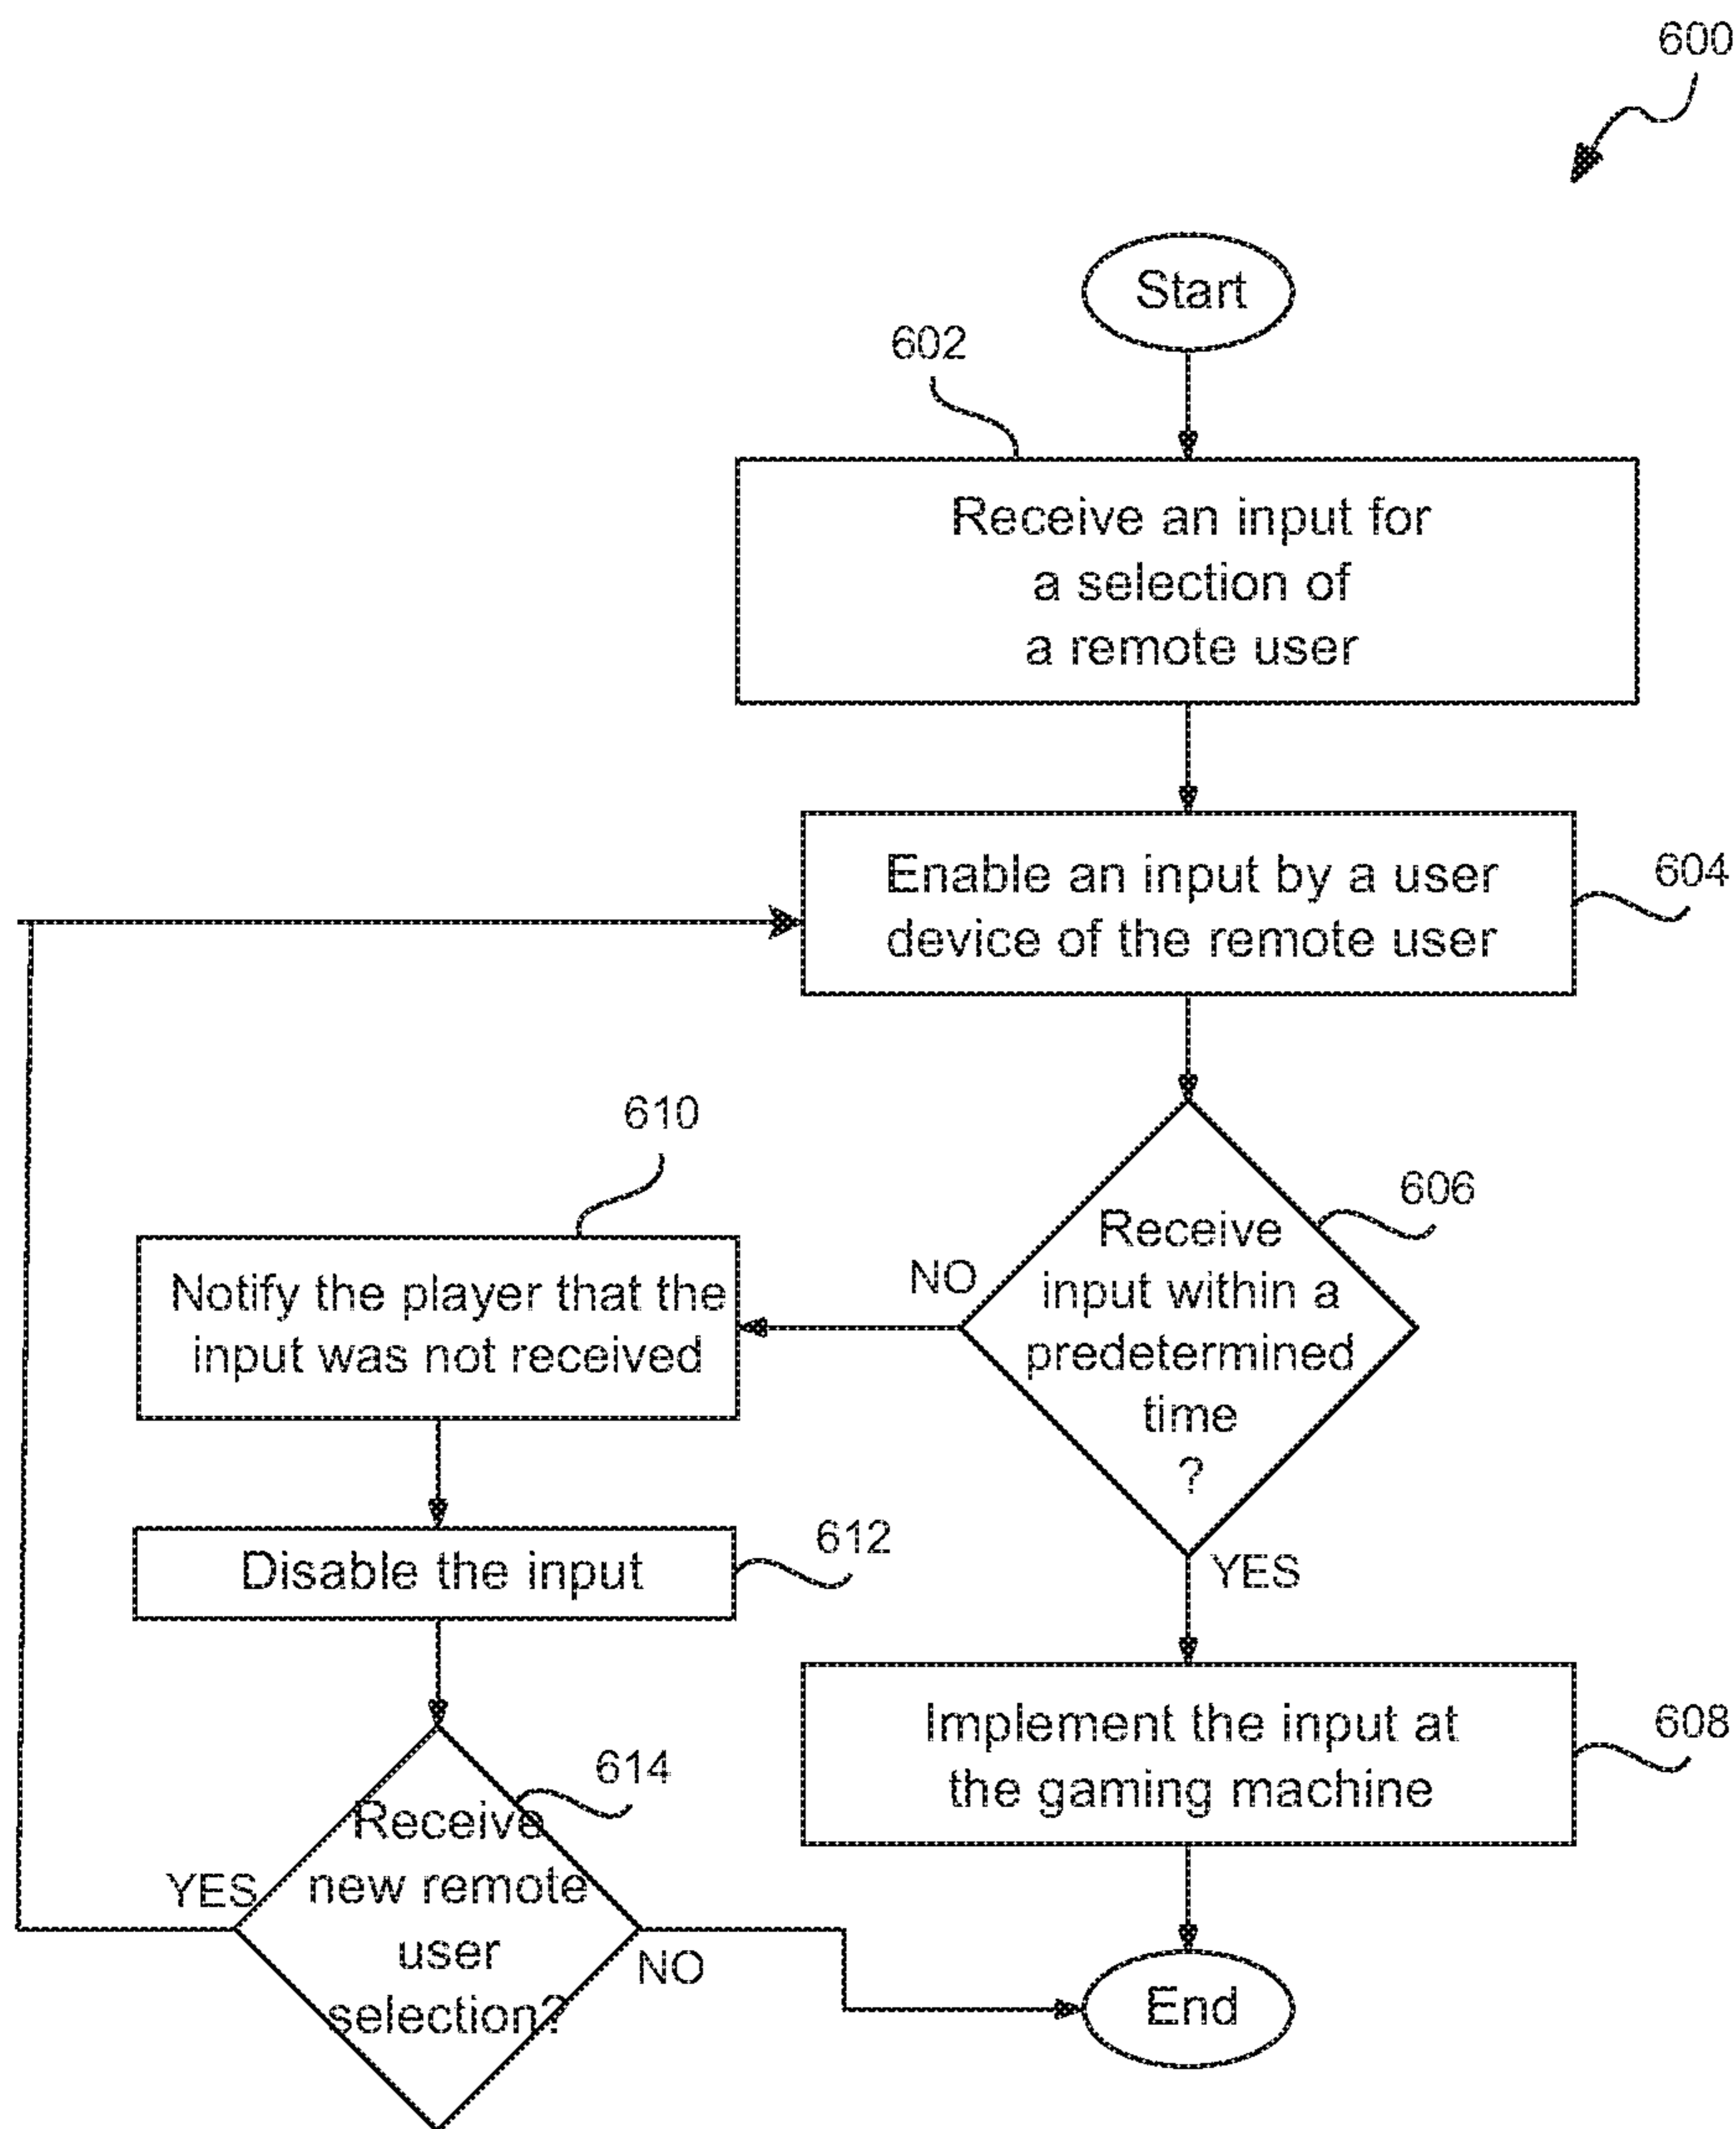 600
Start
602
Receive an input for
a selection of
a remote user
Enable an input by a user
device of the remote user
604
610
606
Receive
input within a
predetermined
time
?
NO
YES
Notify the player that the
input was not received
Disable the input
612
Implement the input at
the gaming machine
608
614
Receive
new remote
user
selection?
YES
NO
End